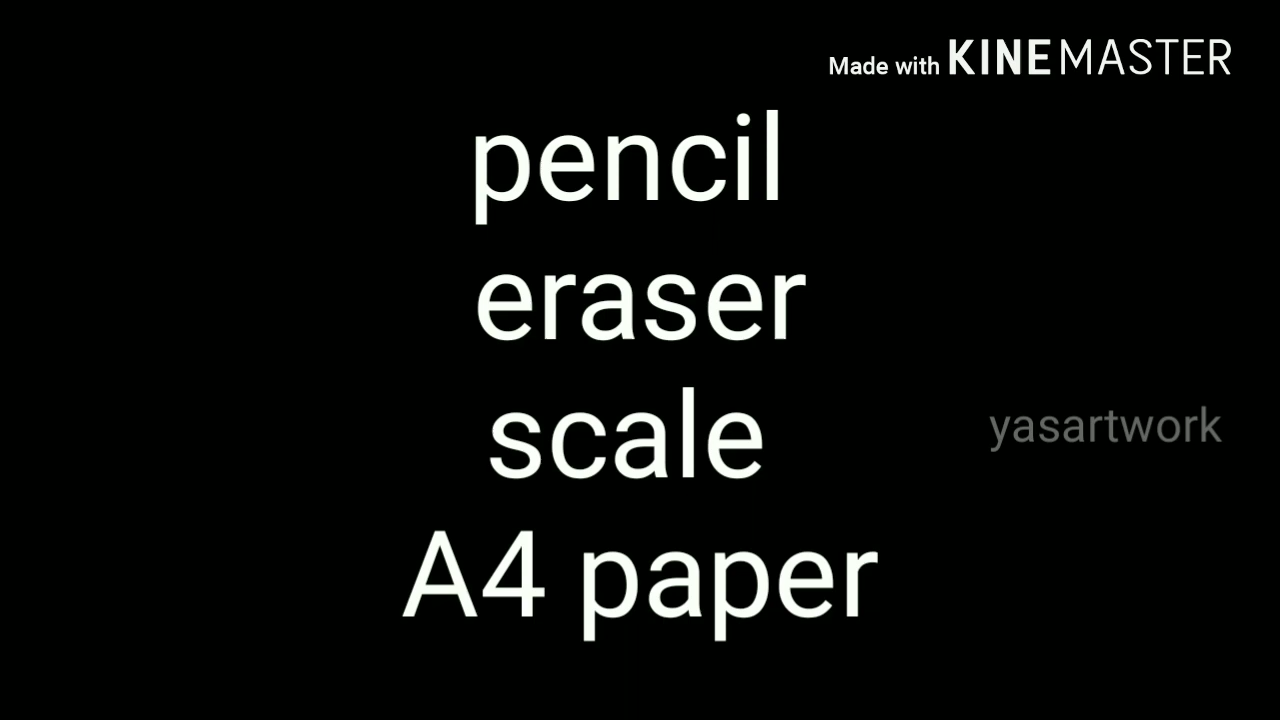 Made with KINEMASTER
pencil
eraser
scale
yasartwork
A4 paper